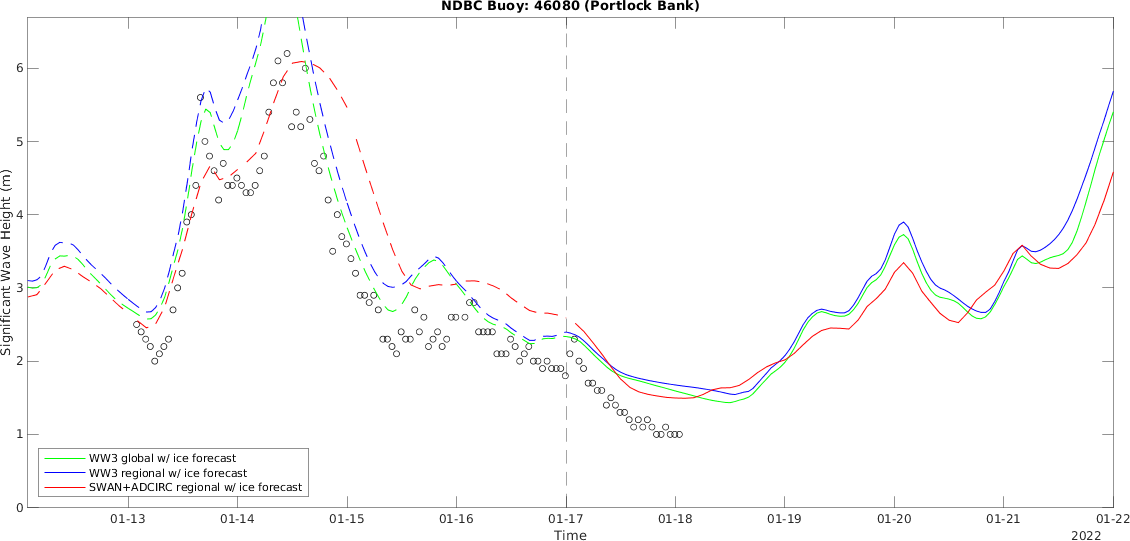 NDBC Buoy: 46080 (Portlock Bank)
Significant Wave Height (m)
6
5
4
3
2
1
0
WW3 global w/ ice forecast
WW3 regional w/ ice forecast
SWAN+ADCIRC regional w/ ice forecast
01-13 01-14 01-15 01-16 01-17 01-18 01-19 01-20 01-21 01-22
Time
2022